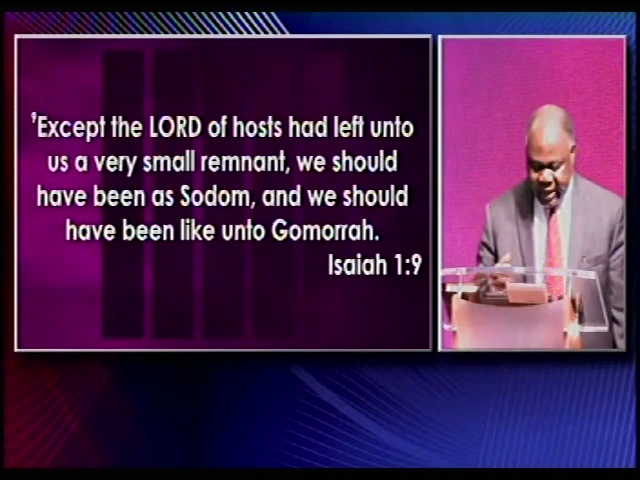 ⁹Except the LORD of hosts had left unto
us a very small remnant, we should
have been as Sodom, and we should
have been like unto Gomorrah.
Isaiah 1:9